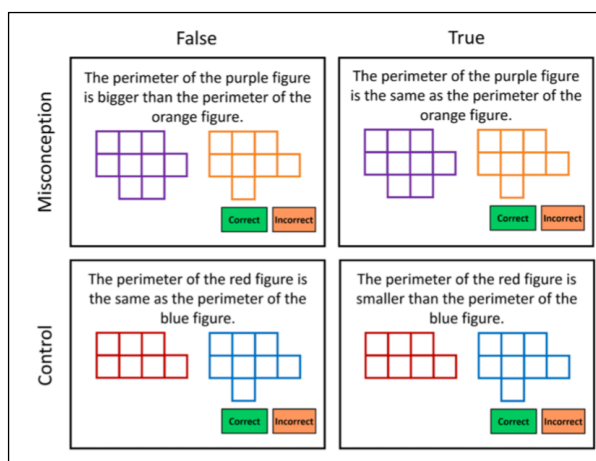 False
True
Misconception
The perimeter of the purple figure
is bigger than the perimeter of the
orange figure.
Correct
Incorrect
The perimeter of the purple figure
is the same as the perimeter of the
orange figure.
Correct
Incorrect
Control
The perimeter of the red figure is
the same as the perimeter of the
blue figure.
Correct
Incorrect
The perimeter of the red figure is
smaller than the perimeter of the
blue figure.
Correct
Incorrect